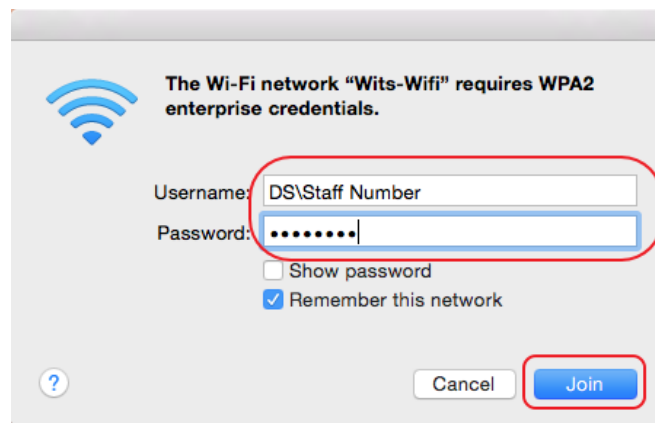 The Wi-Fi network “Wits-Wifi” requires WPA2
enterprise credentials.
Username: DS\Staff Number
Password: ••••••••
Show password
Remember this network
? Cancel Join